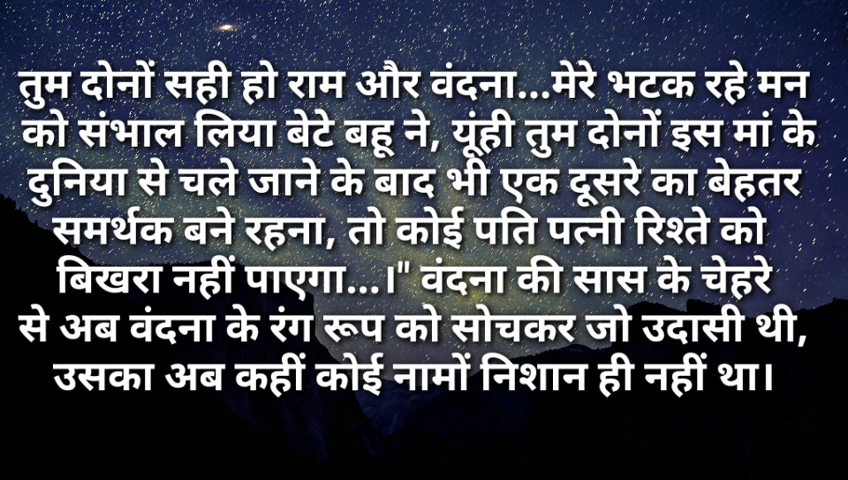 तुम दोनों सही हो राम और वंदना...मेरे भटक रहे मन
को संभाल लिया बेटे बहू ने, यूंही तुम दोनों इस मां के
दुनिया से चले जाने के बाद भी एक दूसरे का बेहतर
समर्थक बने रहना, तो कोई पति पत्नी रिश्ते को
बिखरा नहीं पाएगा...।" वंदना की सास के चेहरे
से अब वंदना के रंग रूप को सोचकर जो उदासी थी,
उसका अब कहीं कोई नामों निशान ही नहीं था।